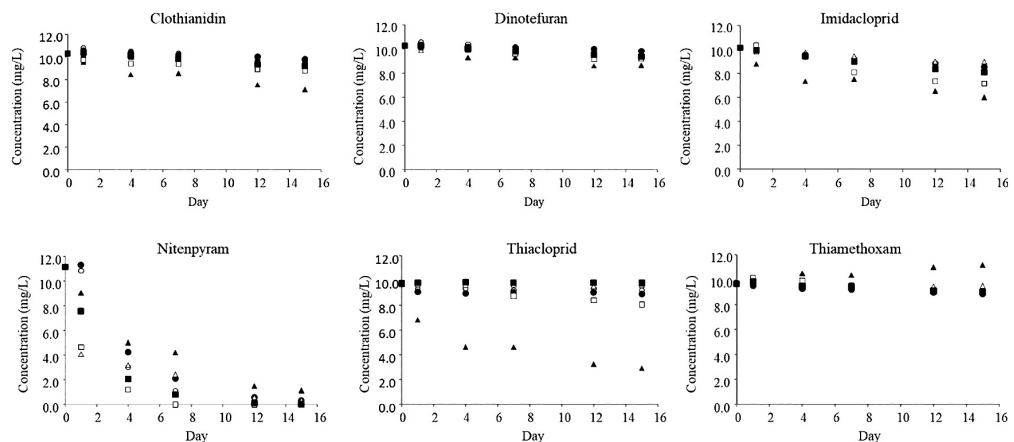 Clothianidin
Concentration (mg/L)
12.0
10.0
8.0
6.0
4.0
2.0
0.0
0 2 4 6 8 10 12 14 16
Day
Dinotefuran
Concentration (mg/L)
12.0
10.0
8.0
6.0
4.0
2.0
0.0
0 2 4 6 8 10 12 14 16
Day
Imidacloprid
Concentration (mg/L)
12.0
10.0
8.0
6.0
4.0
2.0
0.0
0 2 4 6 8 10 12 14 16
Day
Nitenpyram
Concentration (mg/L)
12.0
10.0
8.0
6.0
4.0
2.0
0.0
0 2 4 6 8 10 12 14 16
Day
Thiacloprid
Concentration (mg/L)
12.0
10.0
8.0
6.0
4.0
2.0
0.0
0 2 4 6 8 10 12 14 16
Day
Thiamethoxam
Concentration (mg/L)
12.0
10.0
8.0
6.0
4.0
2.0
0.0
0 2 4 6 8 10 12 14 16
Day